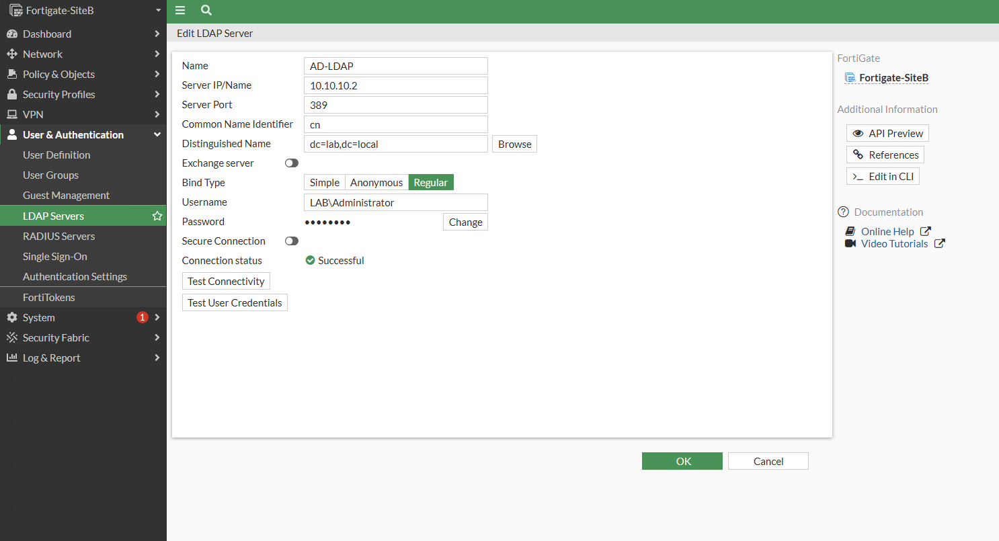 Fortigate-SiteB
Dashboard
Network
Policy & Objects
Security Profiles
VPN
User & Authentication
User Definition
User Groups
Guest Management
LDAP Servers
RADIUS Servers
Single Sign-On
Authentication Settings
FortiTokens
System 1
Security Fabric
Log & Report
Edit LDAP Server
Name AD-LDAP
Server IP/Name 10.10.10.2
Server Port 389
Common Name Identifier cn
Distinguished Name dc=lab,dc=local Browse
Exchange server
Bind Type Simple Anonymous Regular
Username LAB\Administrator
Password •••••••• Change
Secure Connection
Connection status Successful
Test Connectivity
Test User Credentials
OK Cancel
FortiGate
Fortigate-SiteB
Additional Information
API Preview
References
>_ Edit in CLI
? Documentation
Online Help
Video Tutorials